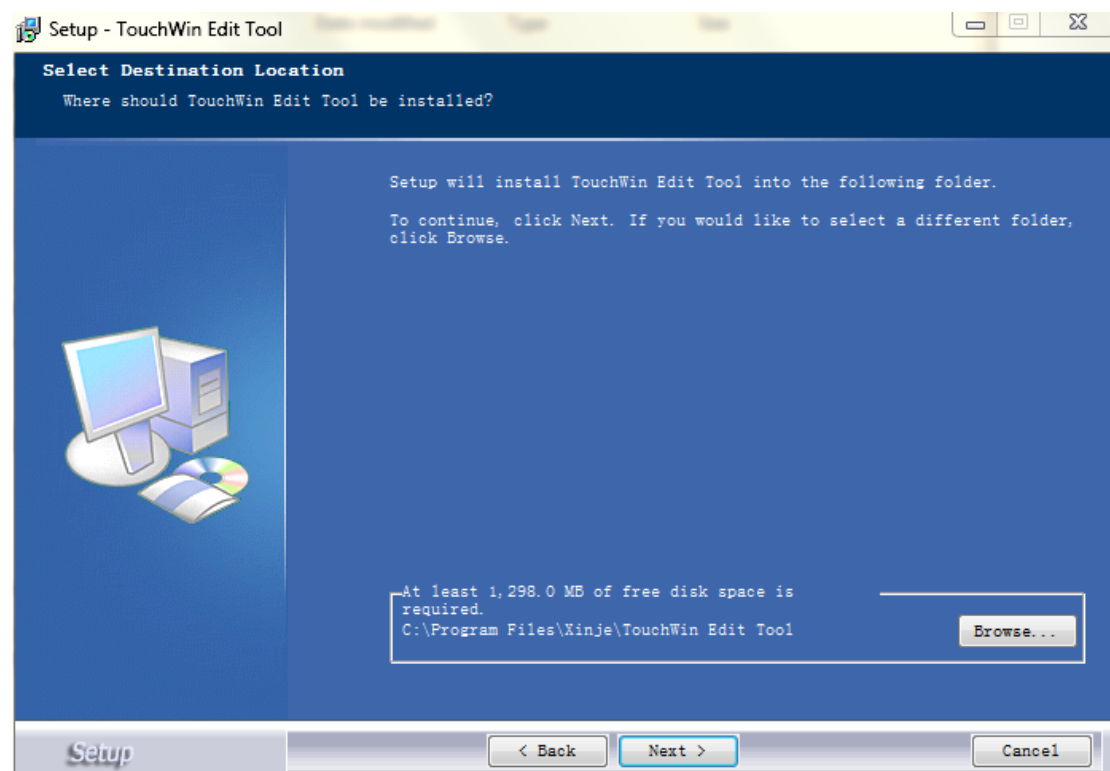 Setup - TouchWin Edit Tool
Select Destination Location
Where should TouchWin Edit Tool be installed?
Setup will install TouchWin Edit Tool into the following folder.
To continue, click Next. If you would like to select a different folder,
click Browse.
At least 1,298.0 MB of free disk space is
required.
C:\Program Files\Xinje\TouchWin Edit Tool
Browse...
Setup
< Back
Next >
Cancel